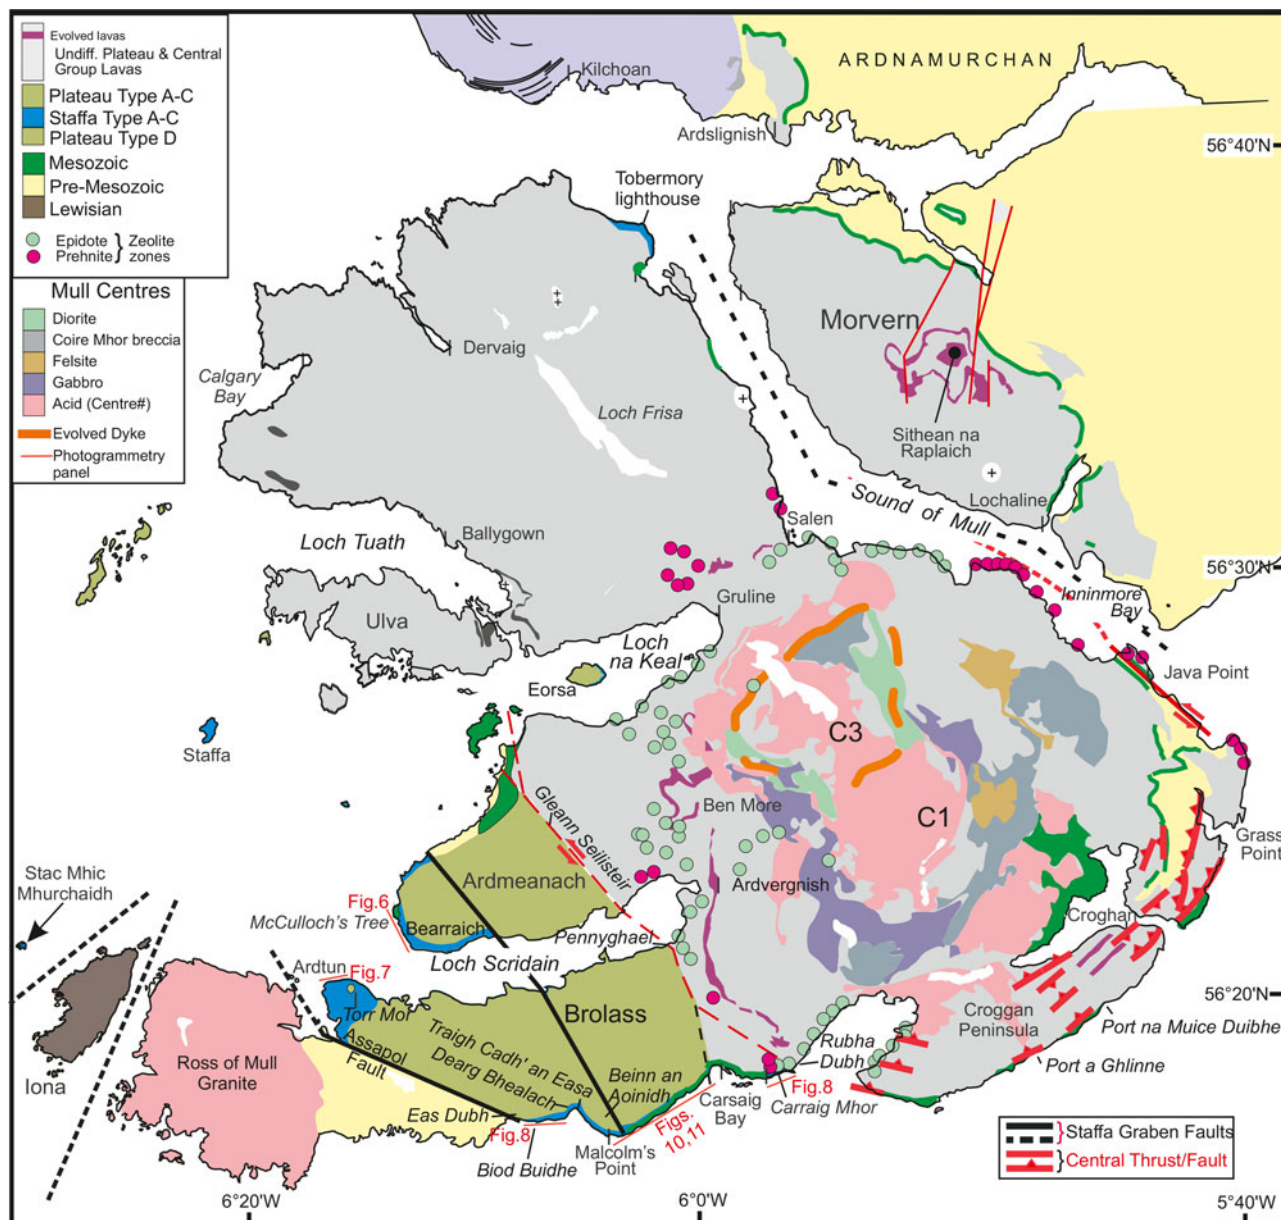 Evolved lavas
Undiff. Plateau & Central
Group Lavas
Plateau Type A-C
Staffa Type A-C
Plateau Type D
Mesozoic
Pre-Mesozoic
Lewisian
Epidote } Zeolite
Prehnite zones
Mull Centres
Diorite
Coire Mhor breccia
Felsite
Gabbro
Acid (Centre#)
Evolved Dyke
Photogrammetry
panel
Kilchoan
ARDNAMURCHAN
Ardslignish
56°40'N
Tobermory
lighthouse
Morvern
Dervaig
Calgary
Bay
Loch Frisa
Sithean na
Raplaich
Lochaline
Sound of Mull
Salen
Ballygown
Loch Tuath
56°30'N
Inninmore
Bay
Ulva
Gruline
Loch
na Keal
Eorsa
Java Point
Staffa
C3
Gleann Seilisteir
Ben More
C1
Grass
Point
Stac Mhic
Mhurchaidh
Ardmeanach
Ardvergnish
Fig.6
McCulloch's Tree
Bearraich
Croghan
Pennyghael
Loch Scridain
Ardtun
Fig.7
56°20'N
Torr Mor
Brolass
Croggan
Peninsula
Port na Muice Duibhe
Assapol
Fault
Traigh Cadh' an Easa
Dearg Bhealach
Rubha
Dubh
Port a Ghlinne
Ross of Mull
Granite
Iona
Beinn an
Aoinidh
Eas Dubh
Fig.8
Carsaig
Bay
Fig.8
Carraig Mhor
Figs.
10.11
Malcolm's
Point
Biod Buidhe
Staffa Graben Faults
Central Thrust/Fault
6°20'W
6°0'W
5°40'W